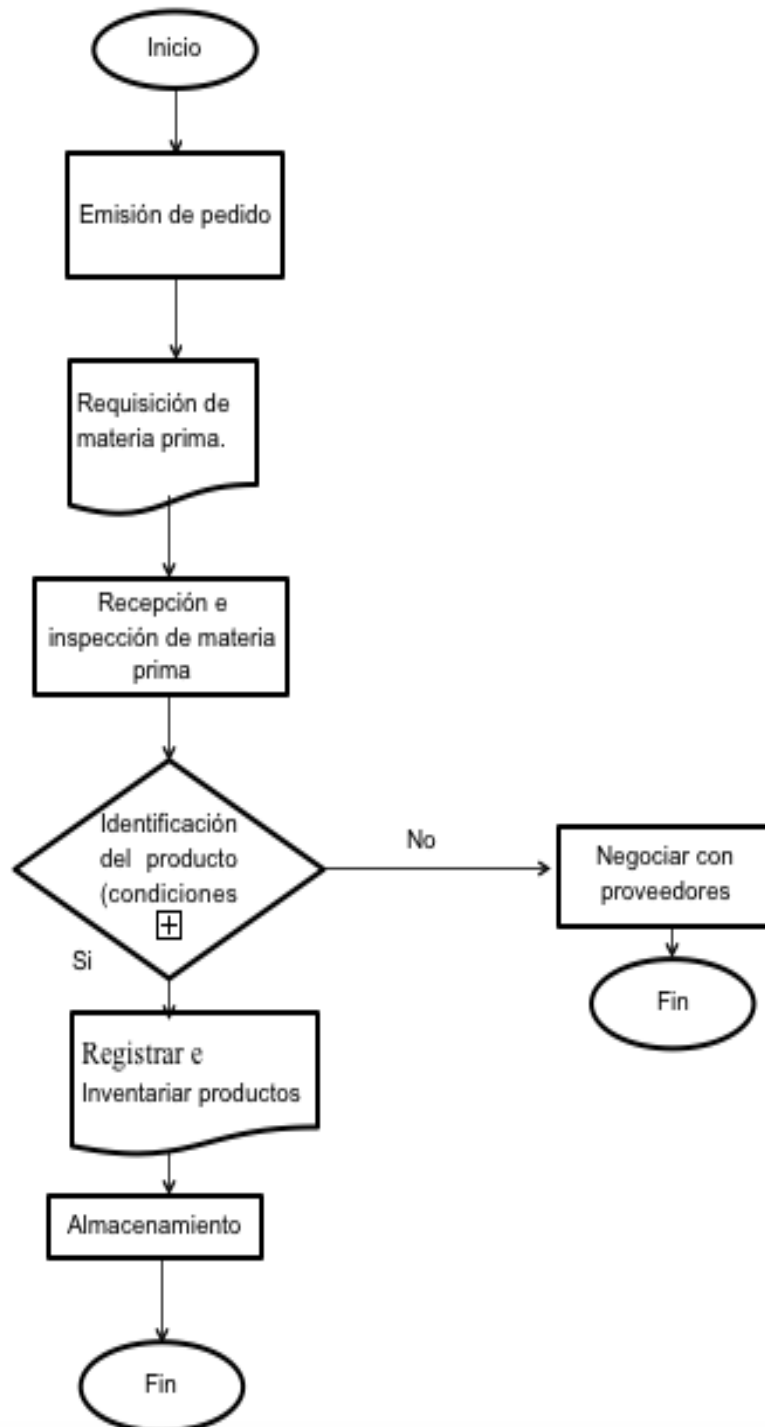 Inicio
Emisión de pedido
Requisición de
materia prima.
Recepción e
inspección de materia
prima
Identificación
del producto
(condiciones
No
Negociar con
proveedores
Si
Fin
Registrar e
Inventariar productos
Almacenamiento
Fin